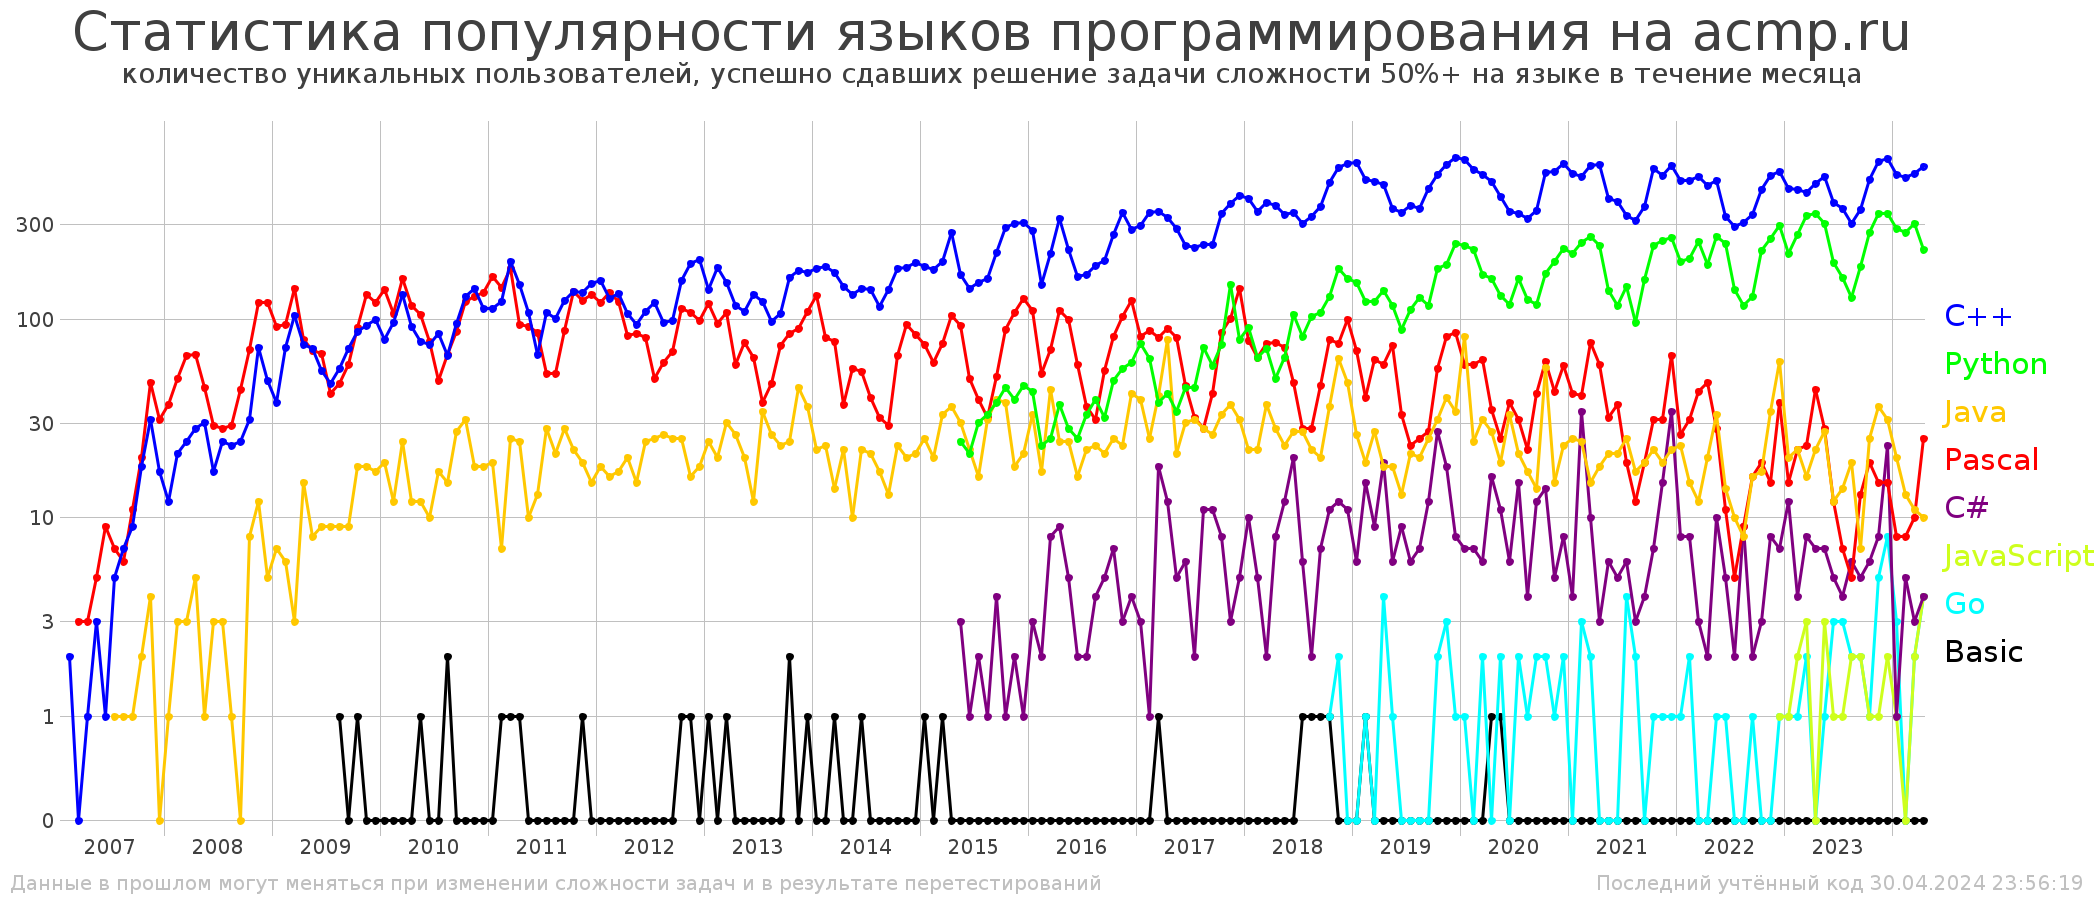 Статистика популярности языков программирования на acmp.ru
количество уникальных пользователей, успешно сдавших решение задачи сложности 50%+ на языке в течение месяца
300
100
30
10
3
1
0
C++
Python
Java
Pascal
C#
JavaScript
Go
Basic
2007 2008 2009 2010 2011 2012 2013 2014 2015 2016 2017 2018 2019 2020 2021 2022 2023
Данные в прошлом могут меняться при изменении сложности задач и в результате перетестирований
Последний учтённый код 30.04.2024 23:56:19